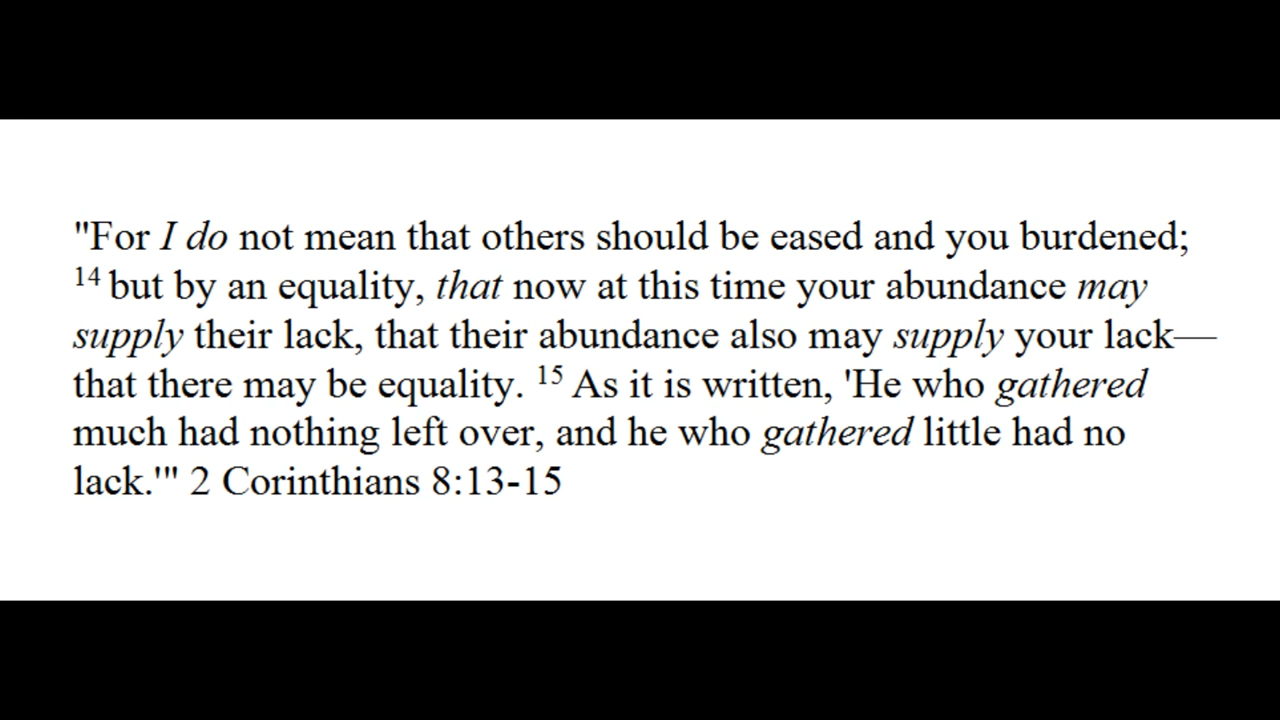 "For I do not mean that others should be eased and you burdened;
14 but by an equality, that now at this time your abundance may
supply their lack, that their abundance also may supply your lack—
that there may be equality. 15 As it is written, 'He who gathered
much had nothing left over, and he who gathered little had no
lack.'" 2 Corinthians 8:13-15